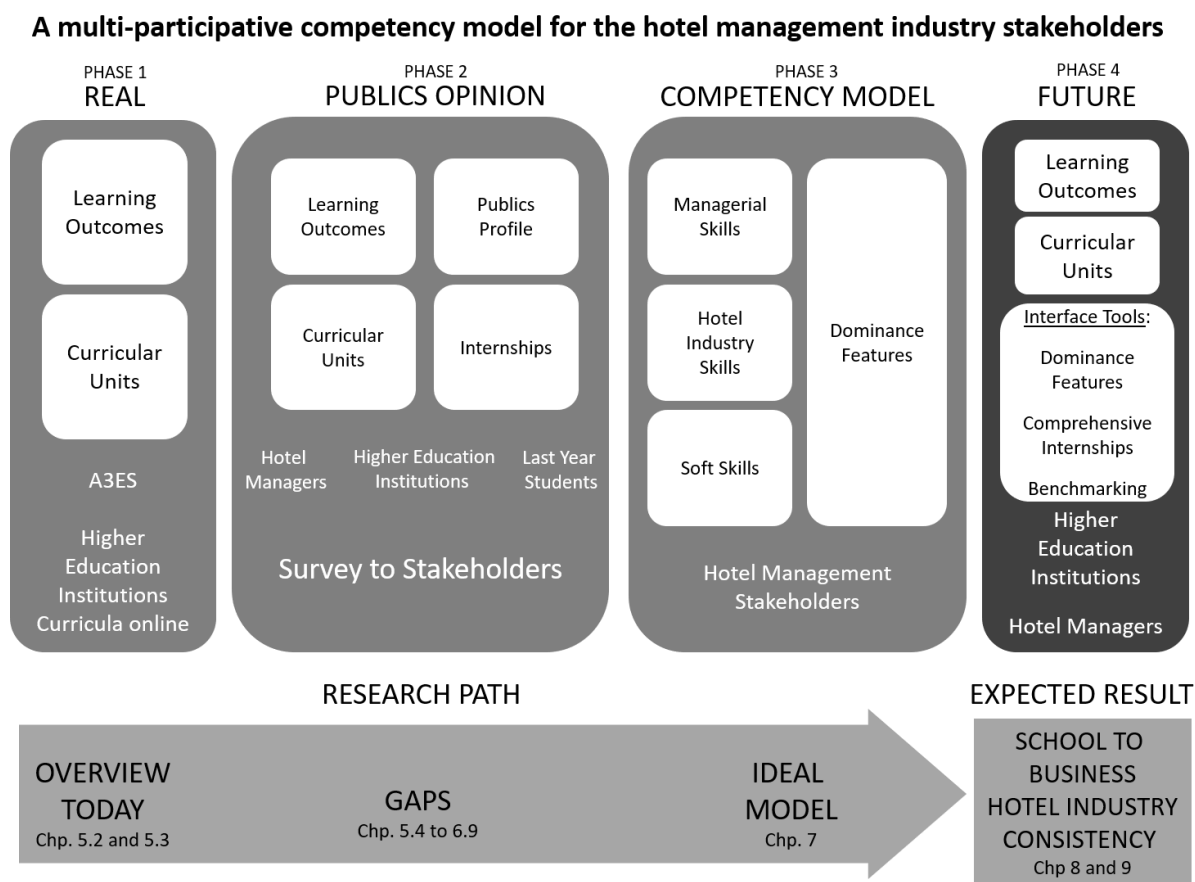 A multi-participative competency model for the hotel management industry stakeholders
PHASE 1
REAL
Learning
Outcomes
Curricular
Units
A3ES
Higher
Education
Institutions
Curricula online
PHASE 2
PUBLICS OPINION
Learning
Outcomes
Publics
Profile
Curricular
Units
Internships
Hotel
Managers
Higher Education
Institutions
Last Year
Students
Survey to Stakeholders
PHASE 3
COMPETENCY MODEL
Managerial
Skills
Hotel
Industry
Skills
Soft Skills
Dominance
Features
Hotel Management
Stakeholders
PHASE 4
FUTURE
Learning
Outcomes
Curricular
Units
Interface Tools:
Dominance
Features
Comprehensive
Internships
Benchmarking
Higher
Education
Institutions
Hotel Managers
RESEARCH PATH
OVERVIEW
TODAY
Chp. 5.2 and 5.3
GAPS
Chp. 5.4 to 6.9
IDEAL
MODEL
Chp. 7
EXPECTED RESULT
SCHOOL TO
BUSINESS
HOTEL INDUSTRY
CONSISTENCY
Chp 8 and 9